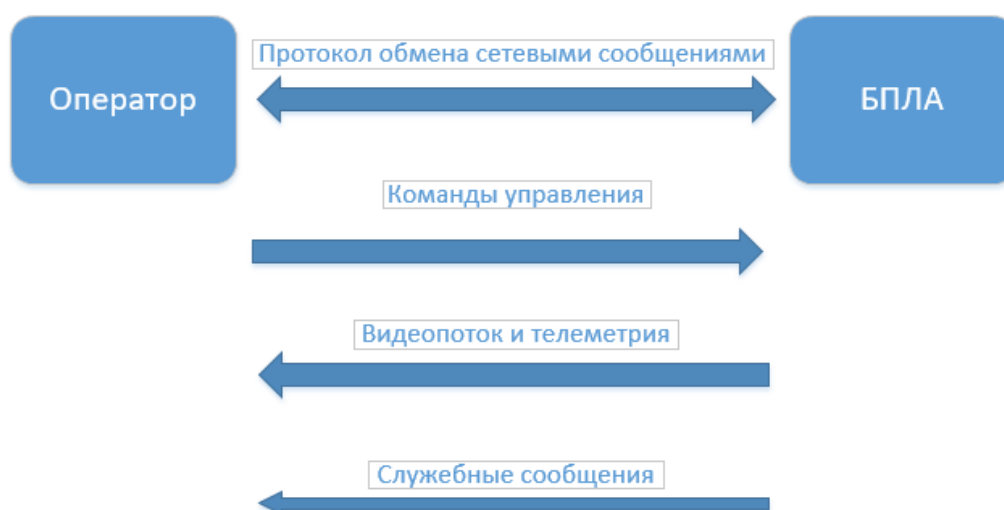 Протокол обмена сетевыми сообщениями
Оператор
БПЛА
Команды управления
Видеопоток и телеметрия
Служебные сообщения